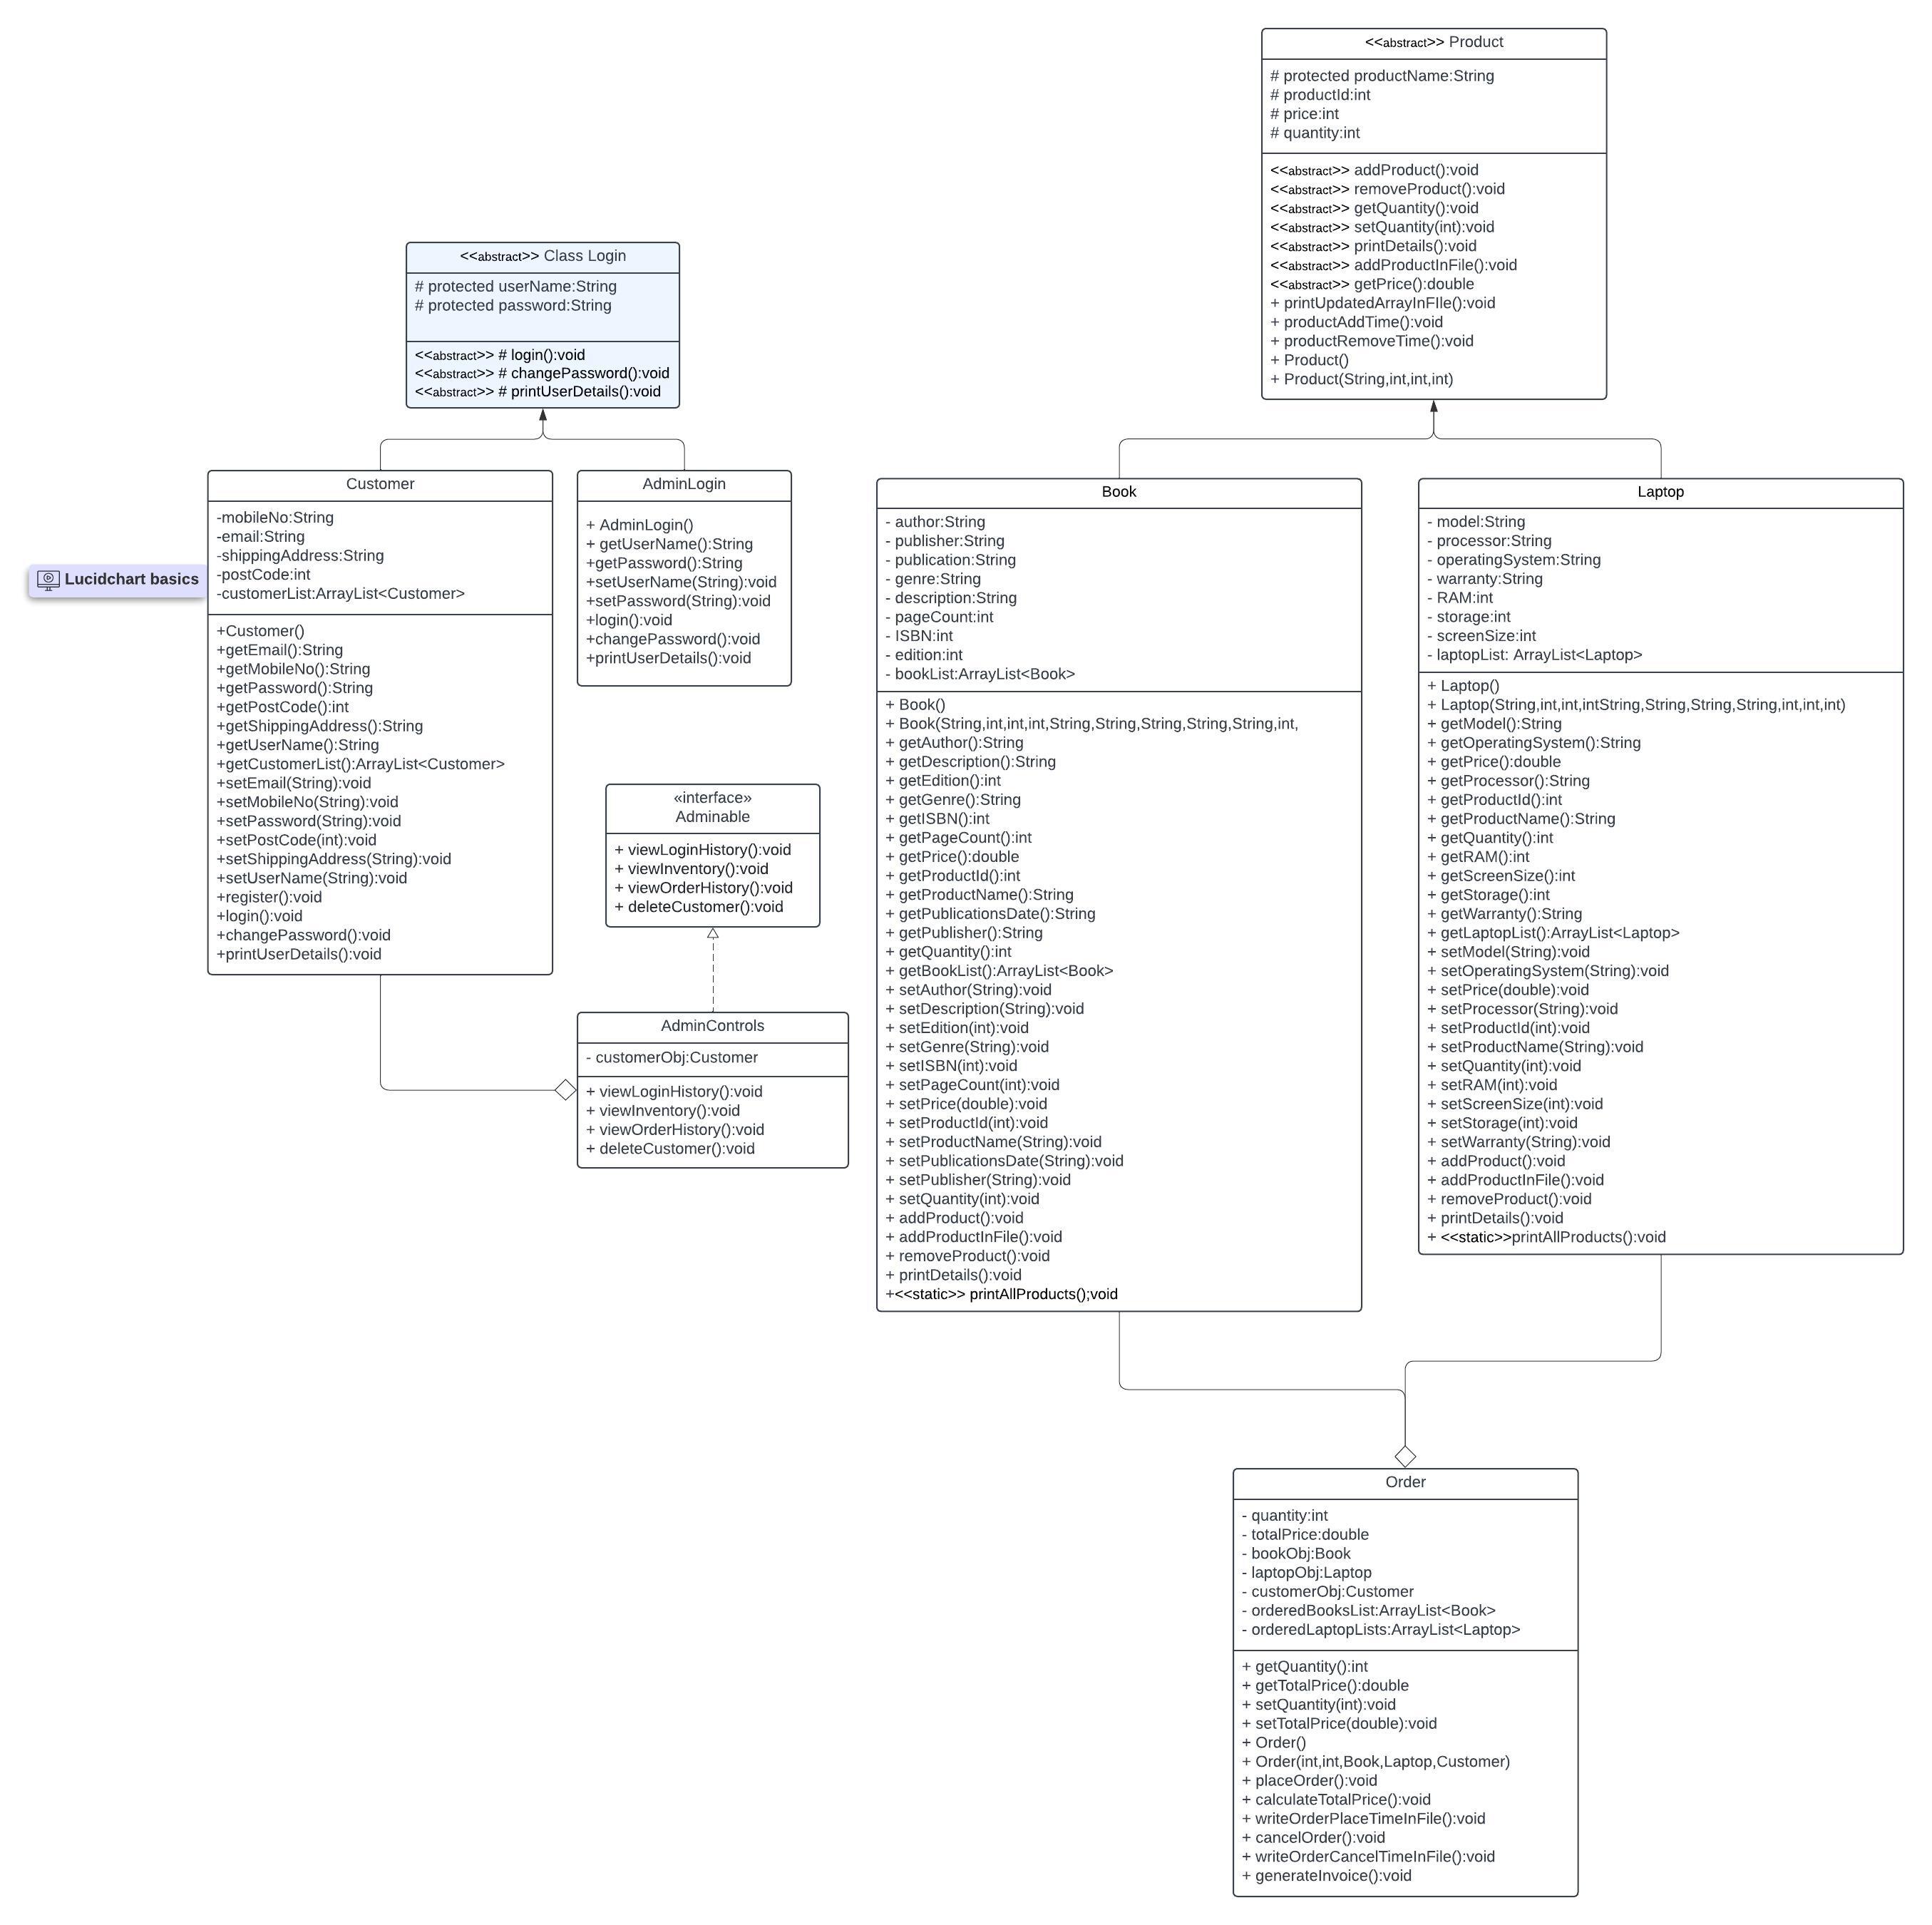 <<abstract>> Product
# protected productName:String
# productId:int
# price:int
# quantity:int
<<abstract>> addProduct():void
<<abstract>> removeProduct():void
<<abstract>> getQuantity():void
<<abstract>> setQuantity(int):void
<<abstract>> printDetails():void
<<abstract>> addProductInFile():void
<<abstract>> getPrice():double
+ printUpdatedArrayInFIle():void
+ productAddTime():void
+ productRemoveTime():void
+ Product()
+ Product(String,int,int,int)
<<abstract>> Class Login
# protected userName:String
# protected password:String
<<abstract>> # login():void
<<abstract>> # changePassword():void
<<abstract>> # printUserDetails():void
Lucidchart basics
Customer
-mobileNo:String
-email:String
-shippingAddress:String
-postCode:int
-customerList:ArrayList<Customer>
+Customer()
+getEmail():String
+getMobileNo():String
+getPassword():String
+getPostCode():int
+getShippingAddress():String
+getUserName():String
+getCustomerList():ArrayList<Customer>
+setEmail(String):void
+setMobileNo(String):void
+setPassword(String):void
+setPostCode(int):void
+setShippingAddress(String):void
+setUserName(String):void
+register():void
+login():void
+changePassword():void
+printUserDetails():void
AdminLogin
+ AdminLogin()
+ getUserName():String
+getPassword():String
+setUserName(String):void
+setPassword(String):void
+login():void
+changePassword():void
+printUserDetails():void
«interface»
Adminable
+ viewLoginHistory():void
+ viewInventory():void
+ viewOrderHistory():void
+ deleteCustomer():void
AdminControls
- customerObj:Customer
+ viewLoginHistory():void
+ viewInventory():void
+ viewOrderHistory():void
+ deleteCustomer():void
Book
- author:String
- publisher:String
- publication:String
- genre:String
- description:String
- pageCount:int
- ISBN:int
- edition:int
- bookList:ArrayList<Book>
+ Book()
+ Book(String,int,int,int,String,String,String,String,String,int,
+ getAuthor():String
+ getDescription():String
+ getEdition():int
+ getGenre():String
+ getISBN():int
+ getPageCount():int
+ getPrice():double
+ getProductId():int
+ getProductName():String
+ getPublicationsDate():String
+ getPublisher():String
+ getQuantity():int
+ getBookList():ArrayList<Book>
+ setAuthor(String):void
+ setDescription(String):void
+ setEdition(int):void
+ setGenre(String):void
+ setISBN(int):void
+ setPageCount(int):void
+ setPrice(double):void
+ setProductId(int):void
+ setProductName(String):void
+ setPublicationsDate(String):void
+ setPublisher(String):void
+ setQuantity(int):void
+ addProduct():void
+ addProductInFile():void
+ removeProduct():void
+ printDetails():void
+<<static>> printAllProducts();void
Laptop
- model:String
- processor:String
- operatingSystem:String
- warranty:String
- RAM:int
- storage:int
- screenSize:int
- laptopList: ArrayList<Laptop>
+ Laptop()
+ Laptop(String,int,int,intString,String,String,String,int,int,int)
+ getModel():String
+ getOperatingSystem():String
+ getPrice():double
+ getProcessor():String
+ getProductId():int
+ getProductName():String
+ getQuantity():int
+ getRAM():int
+ getScreenSize():int
+ getStorage():int
+ getWarranty():String
+ getLaptopList():ArrayList<Laptop>
+ setModel(String):void
+ setOperatingSystem(String):void
+ setPrice(double):void
+ setProcessor(String):void
+ setProductId(int):void
+ setProductName(String):void
+ setQuantity(int):void
+ setRAM(int):void
+ setScreenSize(int):void
+ setStorage(int):void
+ setWarranty(String):void
+ addProduct():void
+ addProductInFile():void
+ removeProduct():void
+ printDetails():void
+ <<static>>printAllProducts():void
Order
- quantity:int
- totalPrice:double
- bookObj:Book
- laptopObj:Laptop
- customerObj:Customer
- orderedBooksList:ArrayList<Book>
- orderedLaptopLists:ArrayList<Laptop>
+ getQuantity():int
+ getTotalPrice():double
+ setQuantity(int):void
+ setTotalPrice(double):void
+ Order()
+ Order(int,int,Book,Laptop,Customer)
+ placeOrder():void
+ calculateTotalPrice():void
+ writeOrderPlaceTimeInFile():void
+ cancelOrder():void
+ writeOrderCancelTimeInFile():void
+ generateInvoice():void